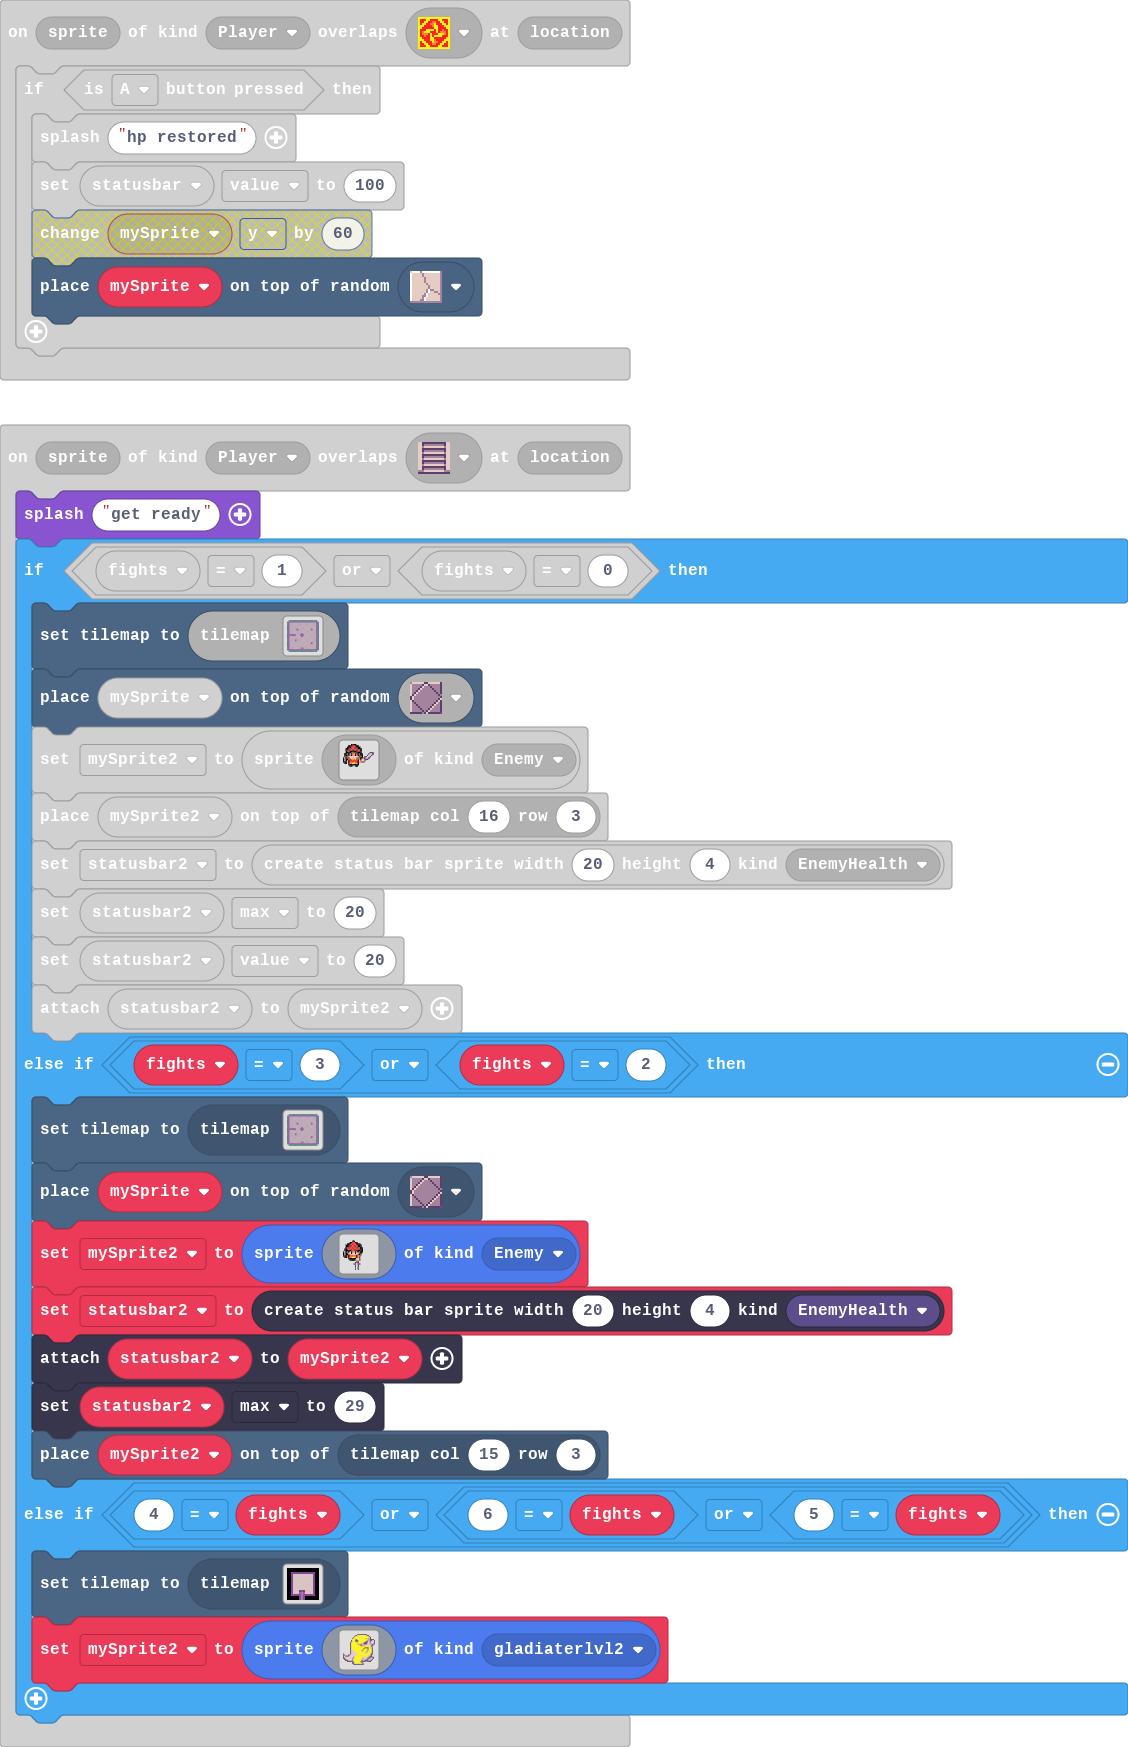 on sprite of kind Player overlaps at location
if is A button pressed then
splash "hp restored"
set statusbar value to 100
change mySprite y by 60
place mySprite on top of random
on sprite of kind Player overlaps at location
splash "get ready"
if fights = 1 or fights = 0 then
set tilemap to tilemap
place mySprite on top of random
set mySprite2 to sprite of kind Enemy
place mySprite2 on top of tilemap col 16 row 3
set statusbar2 to create status bar sprite width 20 height 4 kind EnemyHealth
set statusbar2 max to 20
set statusbar2 value to 20
attach statusbar2 to mySprite2
else if fights = 3 or fights = 2 then
set tilemap to tilemap
place mySprite on top of random
set mySprite2 to sprite of kind Enemy
set statusbar2 to create status bar sprite width 20 height 4 kind EnemyHealth
attach statusbar2 to mySprite2
set statusbar2 max to 29
place mySprite2 on top of tilemap col 15 row 3
else if 4 = fights or 6 = fights or 5 = fights then
set tilemap to tilemap
set mySprite2 to sprite of kind gladiaterlvl2